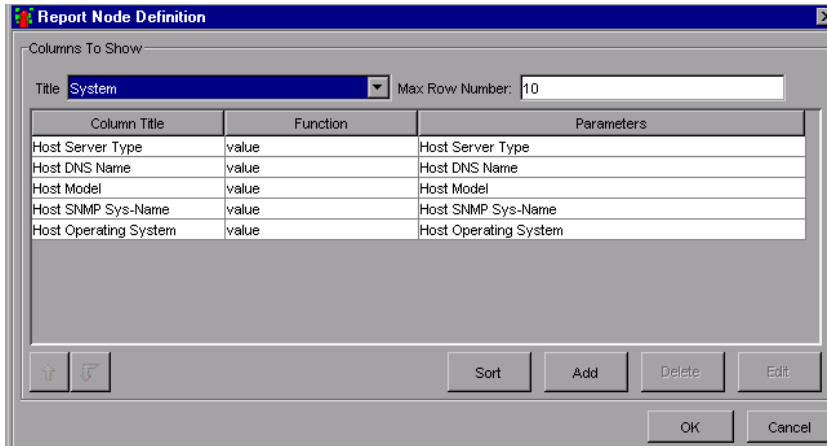 Report Node Definition
Columns To Show
Title System Max Row Number: 10
Column Title Function Parameters
Host Server Type value Host Server Type
Host DNS Name value Host DNS Name
Host Model value Host Model
Host SNMP Sys-Name value Host SNMP Sys-Name
Host Operating System value Host Operating System
Sort Add Delete Edit
OK Cancel